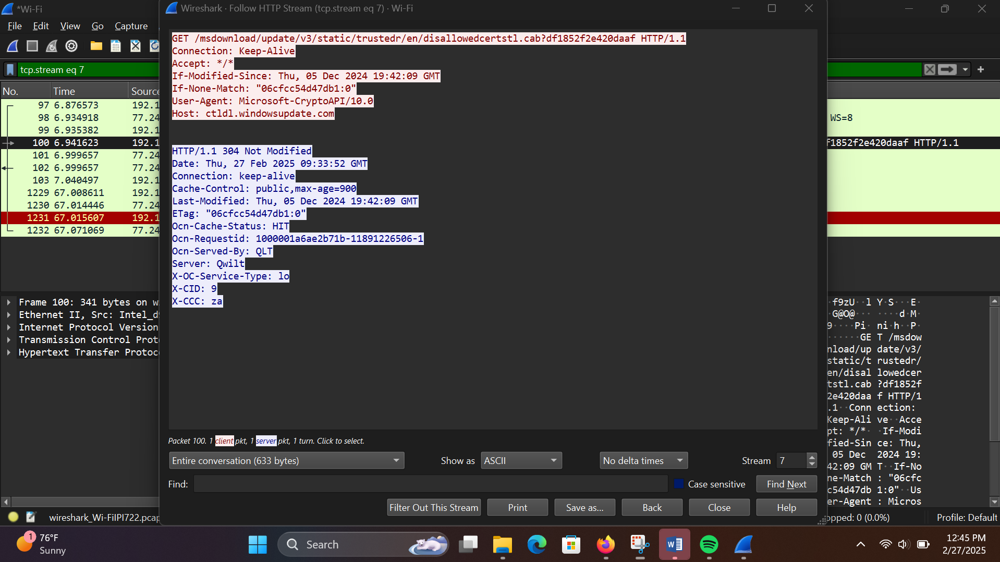 *Wi-Fi
File Edit View Go Capture
tcp.stream eq 7
No. Time Source
97 6.876573 192.1
98 6.934918 77.24
99 6.935382 192.1
100 6.941623 192.1
101 6.999657 77.24
102 6.999657 77.24
103 7.040497 192.1
1229 67.008611 192.1
1230 67.014446 77.24
1231 67.015607 192.1
1232 67.071069 77.24
WS=8
f1852f2e420daaf HTTP/1.1
Frame 100: 341 bytes on w
Ethernet II, Src: Intel_d
Internet Protocol Version
Transmission Control Prot
Hypertext Transfer Protoc
Wireshark · Follow HTTP Stream (tcp.stream eq 7) · Wi-Fi
GET /msdownload/update/v3/static/trustedr/en/disallowedcertstl.cab?df1852f2e420daaf HTTP/1.1
Connection: Keep-Alive
Accept: */*
If-Modified-Since: Thu, 05 Dec 2024 19:42:09 GMT
If-None-Match: "06cfcc54d47db1:0"
User-Agent: Microsoft-CryptoAPI/10.0
Host: ctldl.windowsupdate.com
HTTP/1.1 304 Not Modified
Date: Thu, 27 Feb 2025 09:33:52 GMT
Connection: keep-alive
Cache-Control: public,max-age=900
Last-Modified: Thu, 05 Dec 2024 19:42:09 GMT
ETag: "06cfcc54d47db1:0"
Ocn-Cache-Status: HIT
Ocn-Requestid: 1000001a6ae2b71b-11891226506-1
Ocn-Served-By: QLT
Server: Qwilt
X-OC-Service-Type: lo
X-CID: 9
X-CCC: za
Packet 100. 1 client pkt, 1 server pkt, 1 turn. Click to select.
Entire conversation (633 bytes) Show as ASCII No delta times Stream 7
Find: Case sensitive Find Next
Filter Out This Stream Print Save as... Back Close Help
·f9zU··l Y·S···E·
·G@O@··· ····d·M·
9····Pi· ni·h··P·
······GE T /msdow
nload/up date/v3/
static/t rustedr/
en/disal lowedcer
tstl.cab ?df1852f
2e420daa f HTTP/1
.1··Conn ection:
Keep-Ali ve··Acce
pt: */*· ·If-Modi
fied-Sin ce: Thu,
05 Dec 2024 19:
42:09 GM T··If-No
ne-Match : "06cfc
c54d47db 1:0"··Us
er-Agent : Micros
wireshark_Wi-FiIPI722.pcap
opped: 0 (0.0%) Profile: Default
1
76°F
Sunny
Search
12:45 PM
2/27/2025